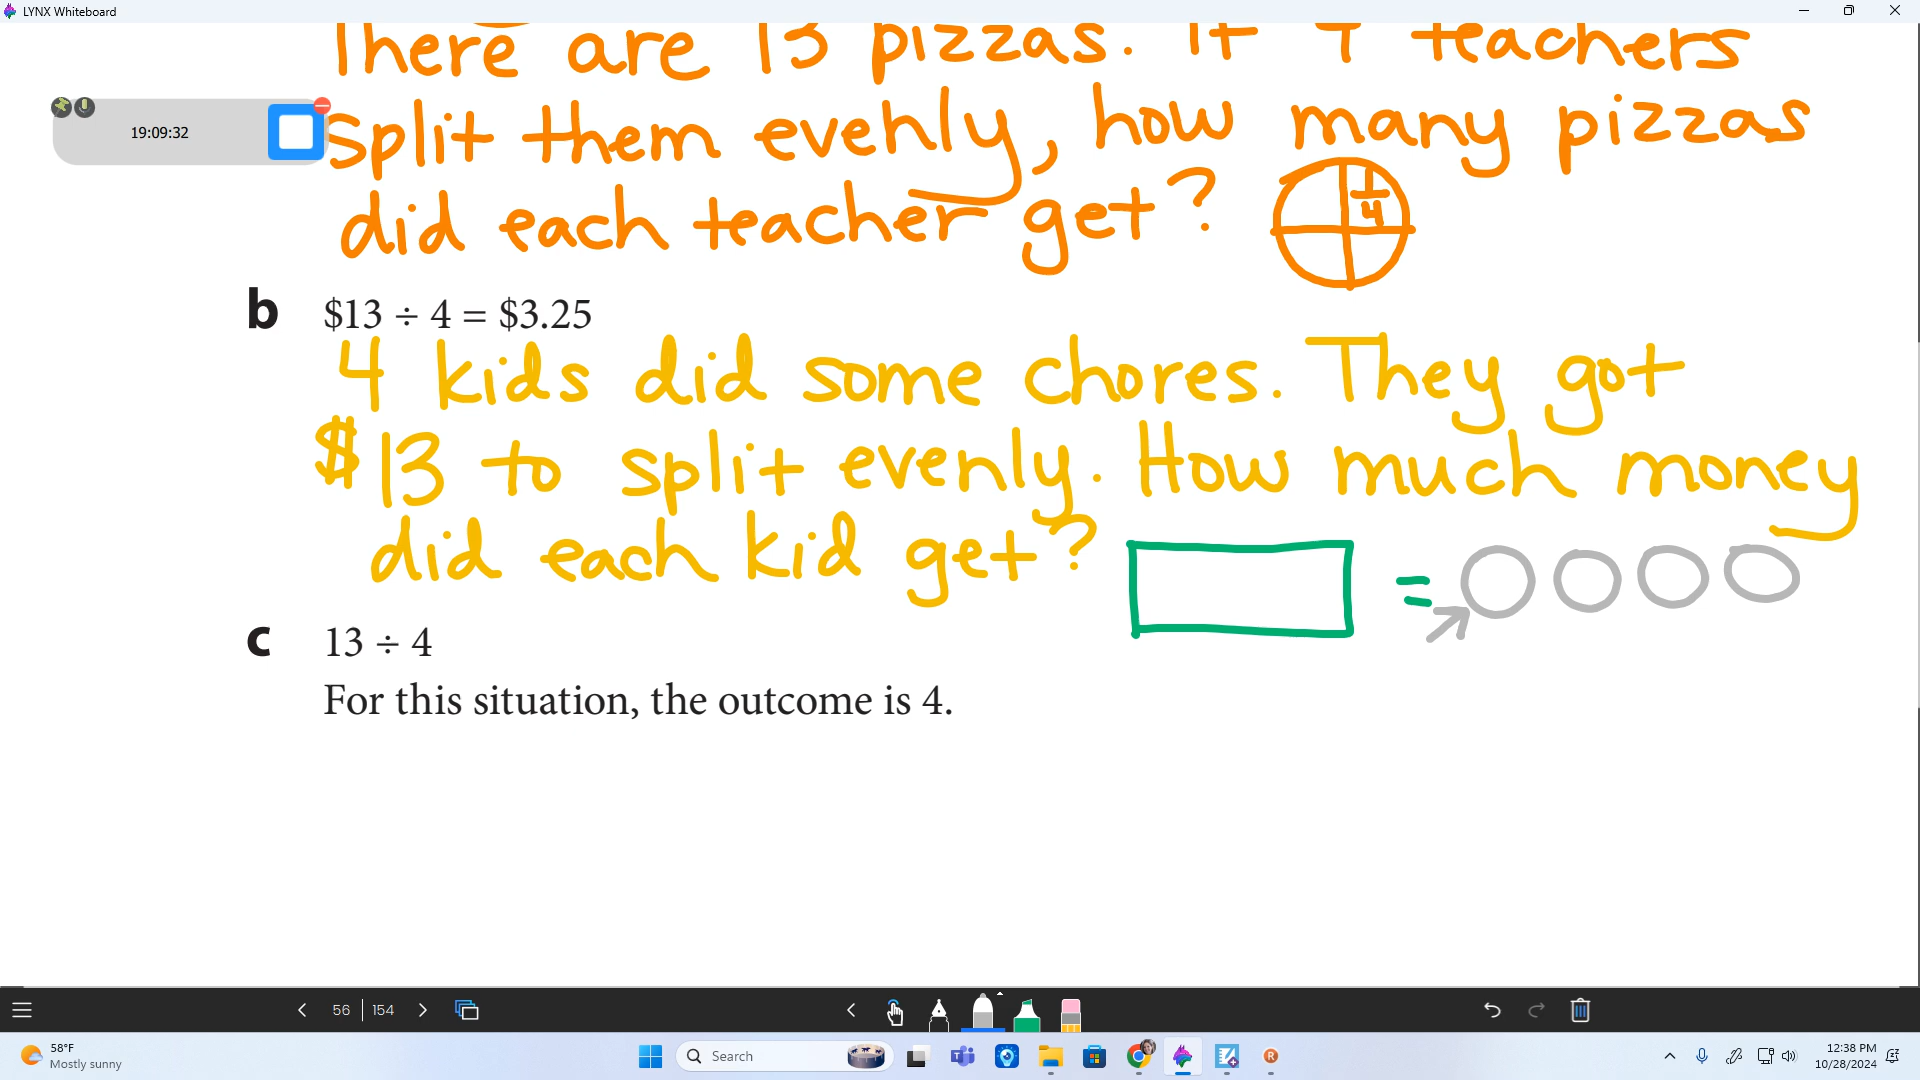 LYNX Whiteboard
There are 13 pizzas. If 4 teachers
19:09:32
split them evenly, how many pizzas
did each teacher get?
1/4
b $13 ÷ 4 = $3.25
4 kids did some chores. They got
$13 to split evenly. How much money
did each kid get? =
c 13 ÷ 4
For this situation, the outcome is 4.
56 | 154
58°F
Mostly sunny
Search
12:38 PM
10/28/2024